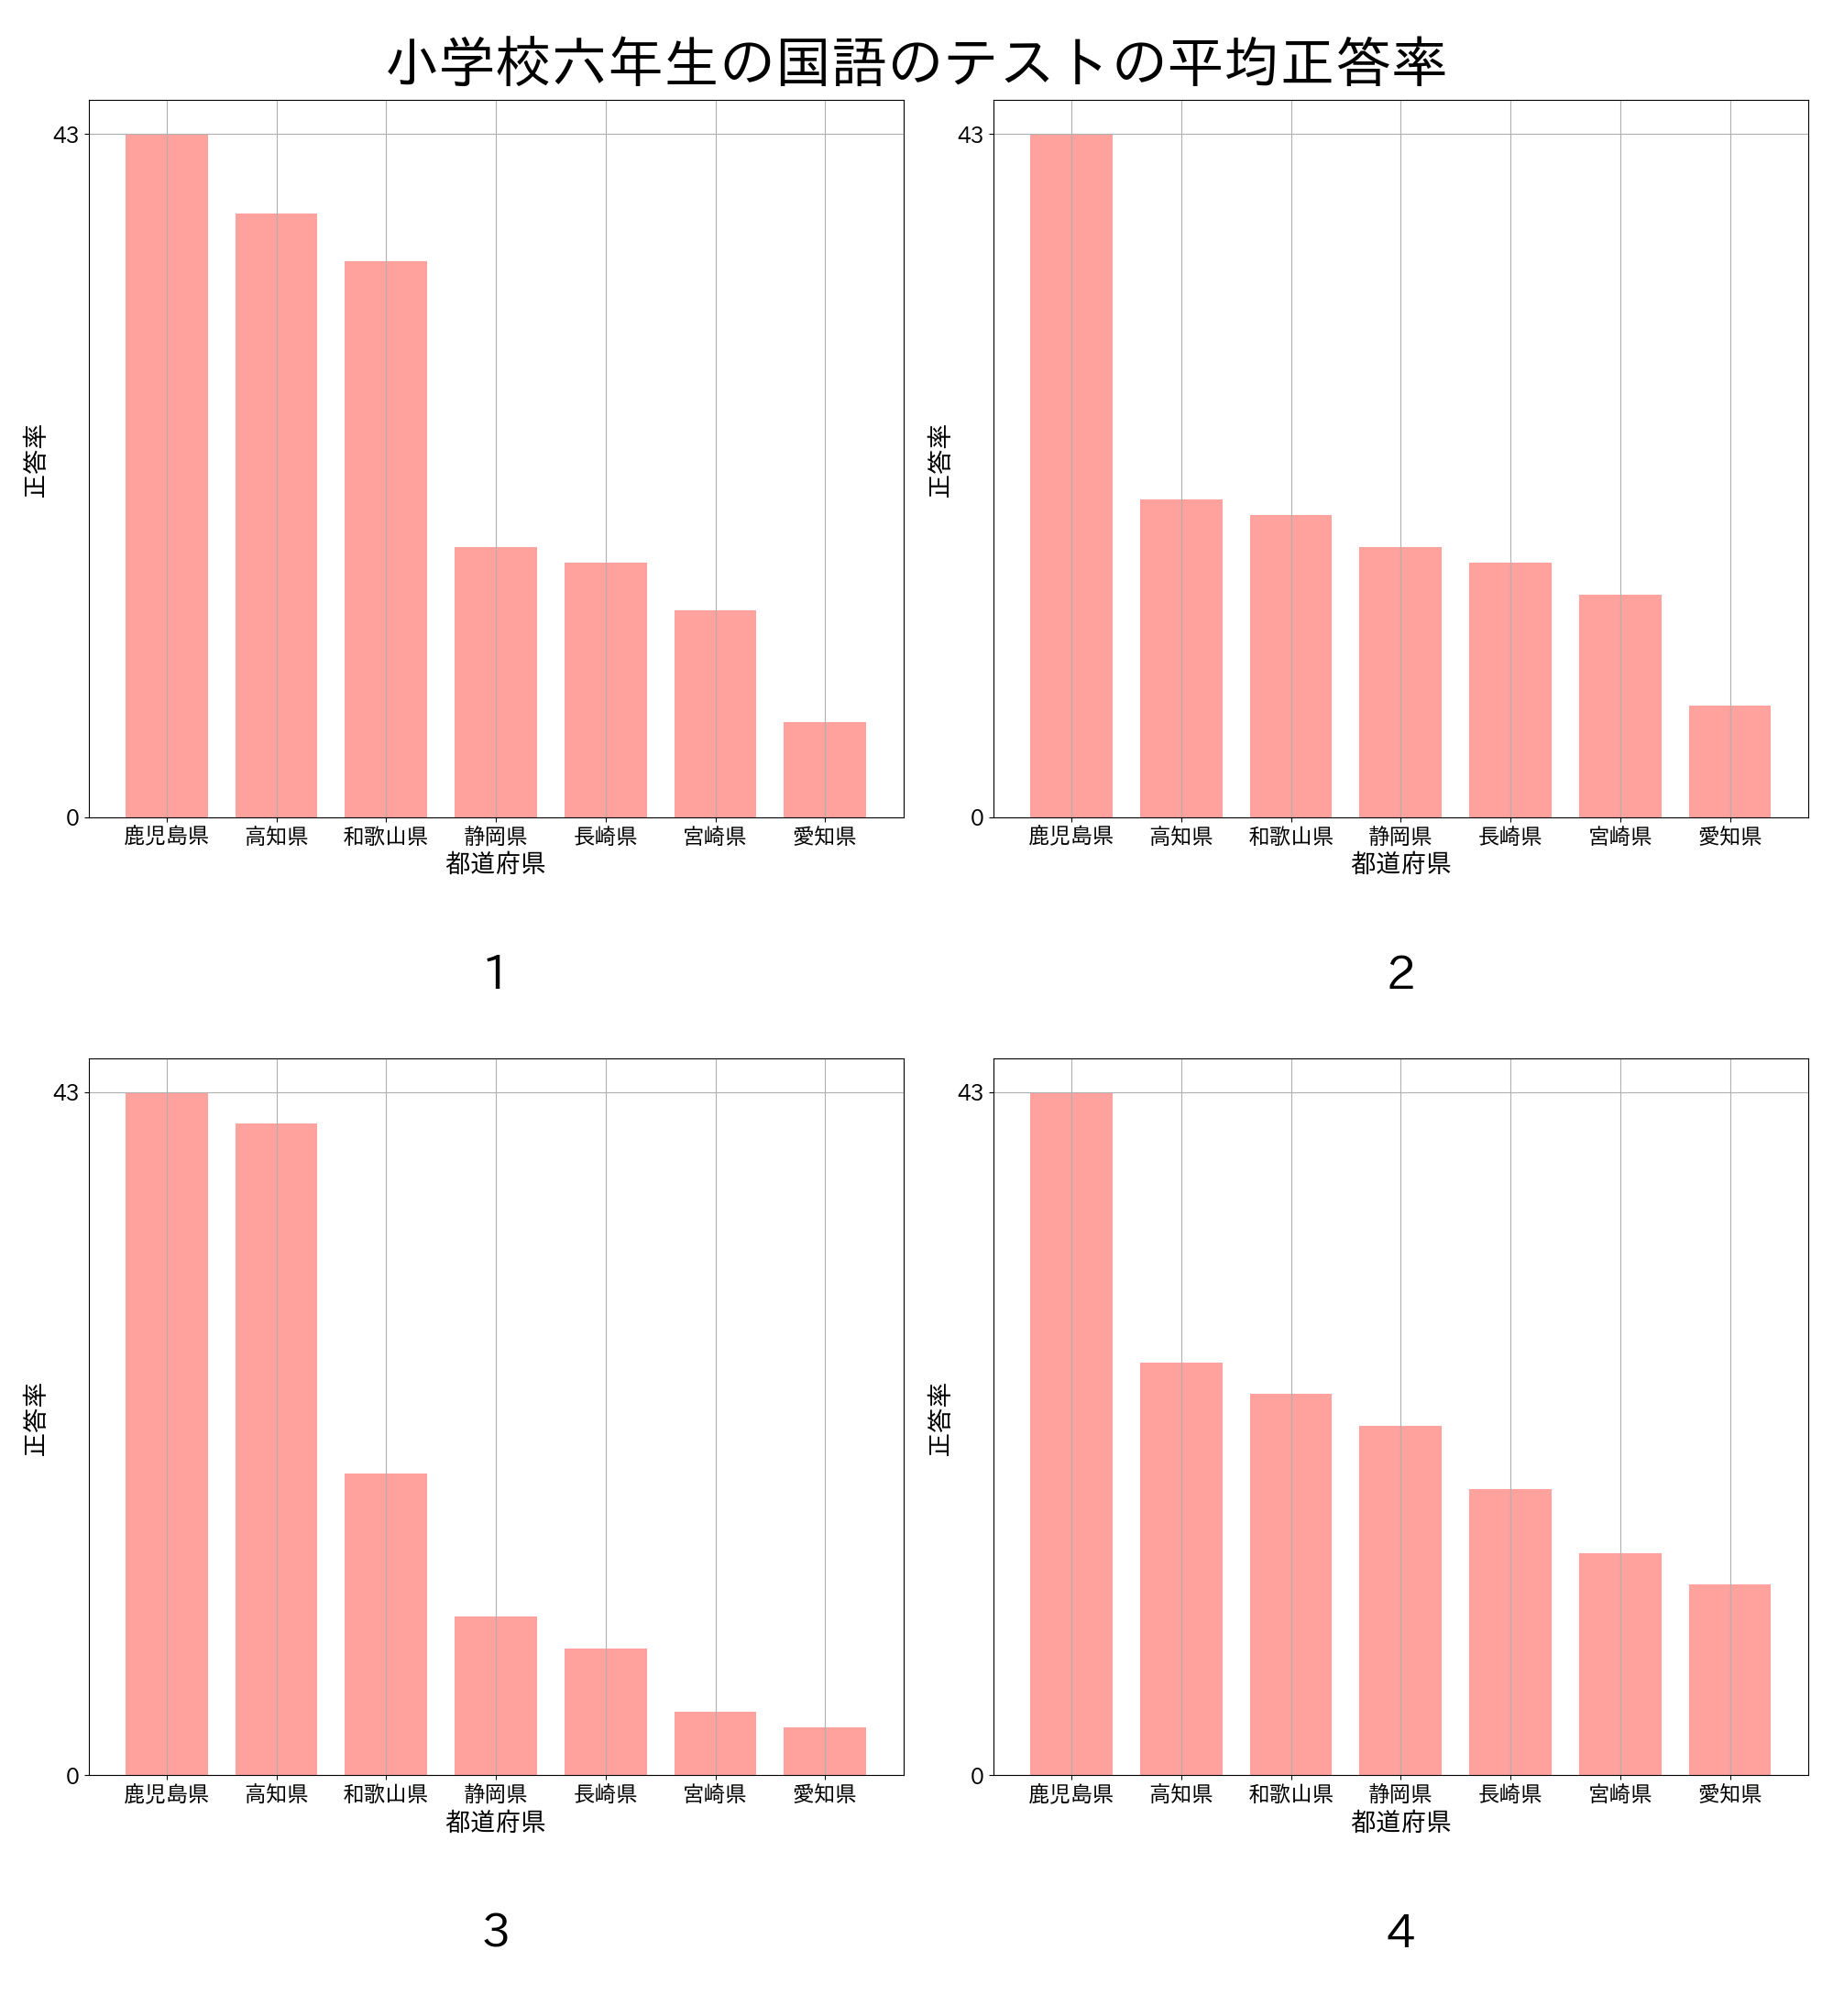 小学校六年生の国語のテストの平均正答率
43
正答率
0
鹿児島県 高知県 和歌山県 静岡県 長崎県 宮崎県 愛知県
都道府県
1
43
正答率
0
鹿児島県 高知県 和歌山県 静岡県 長崎県 宮崎県 愛知県
都道府県
2
43
正答率
0
鹿児島県 高知県 和歌山県 静岡県 長崎県 宮崎県 愛知県
都道府県
3
43
正答率
0
鹿児島県 高知県 和歌山県 静岡県 長崎県 宮崎県 愛知県
都道府県
4